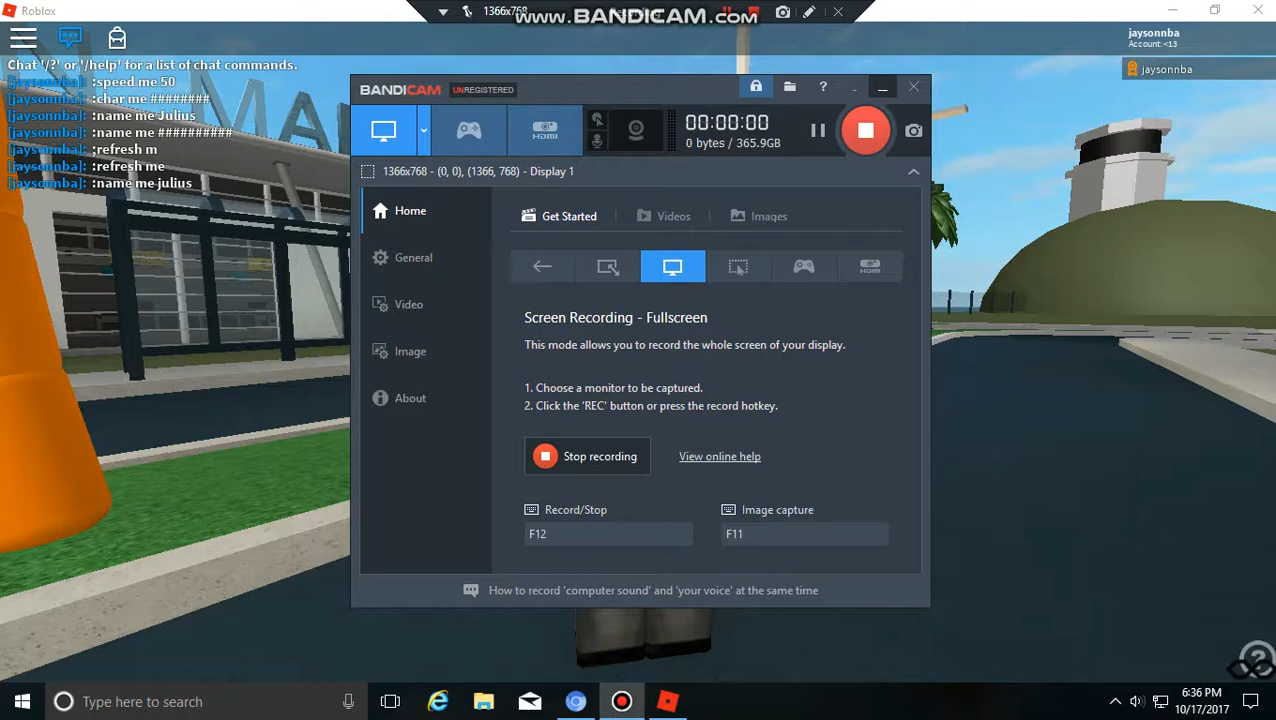 Roblox
1366x768
www.BANDICAM.com
jaysonnba
Account: <13
jaysonnba
Chat '/?' or '/help' for a list of chat commands.
[jaysonnba]: :speed me 50
[jaysonnba]: :char me ########
[jaysonnba]: :name me Julius
[jaysonnba]: :name me ##########
[jaysonnba]: ;refresh m
[jaysonnba]: :refresh me
[jaysonnba]: :name me julius
BANDICAM UNREGISTERED
?
HDMI
00:00:00
0 bytes / 365.9GB
1366x768 - (0, 0), (1366, 768) - Display 1
Home
General
Video
Image
About
Get Started
Videos
Images
HDMI
Screen Recording - Fullscreen
This mode allows you to record the whole screen of your display.
1. Choose a monitor to be captured.
2. Click the 'REC' button or press the record hotkey.
Stop recording
View online help
Record/Stop
Image capture
F12
F11
How to record 'computer sound' and 'your voice' at the same time
?
Type here to search
6:36 PM
10/17/2017